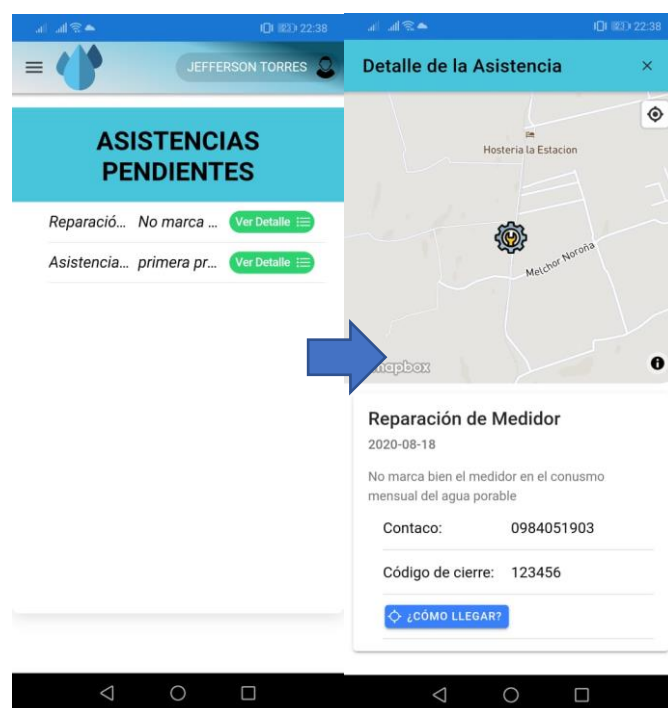 22:38
JEFFERSON TORRES
ASISTENCIAS
PENDIENTES
Reparació... No marca ... Ver Detalle
Asistencia... primera pr... Ver Detalle
22:38
Detalle de la Asistencia ×
Hosteria la Estacion
Melchor Noroña
mapbox
Reparación de Medidor
2020-08-18
No marca bien el medidor en el conusmo
mensual del agua porable
Contaco: 0984051903
Código de cierre: 123456
¿CÓMO LLEGAR?